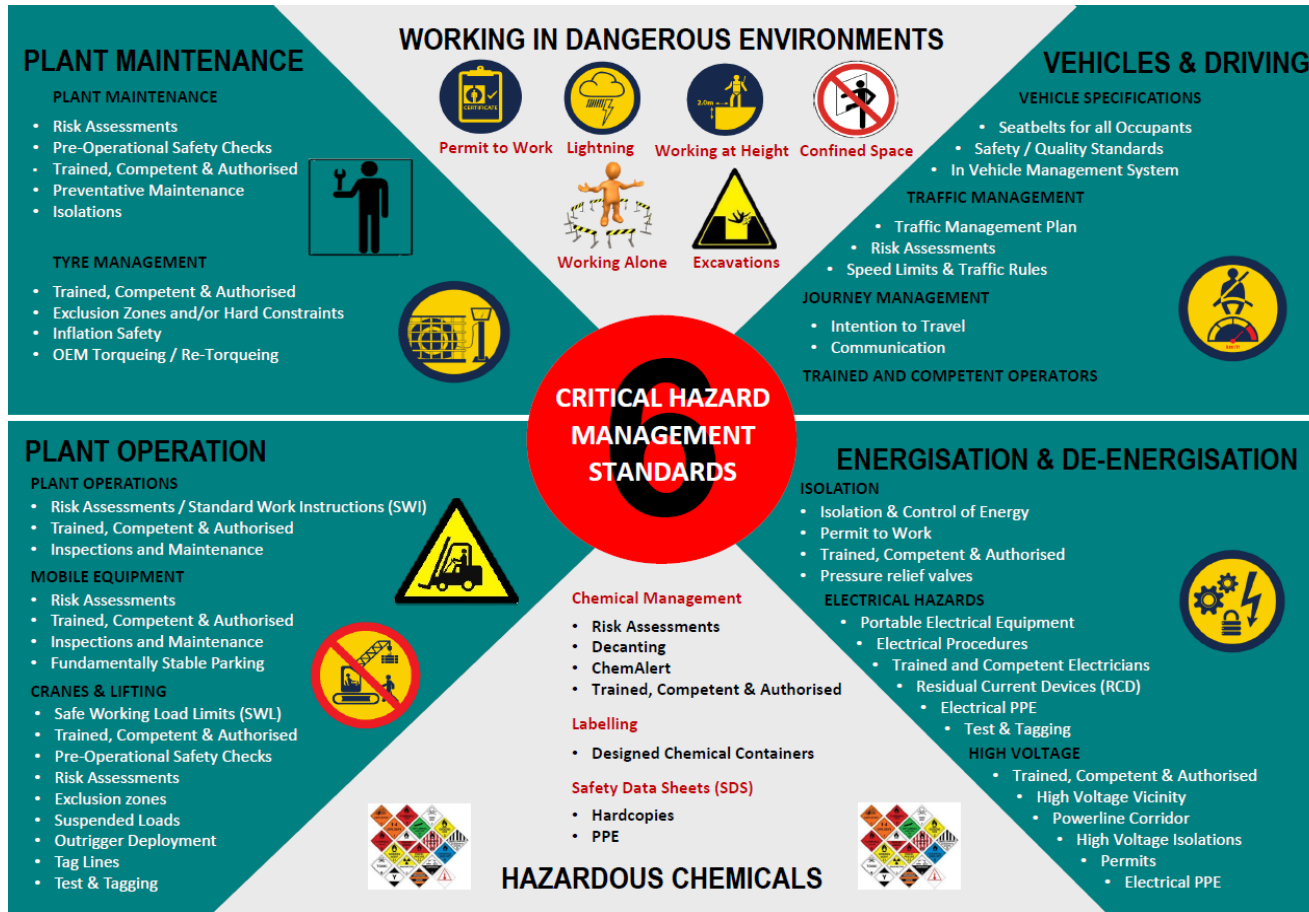 WORKING IN DANGEROUS ENVIRONMENTS
CERTIFICATE
2.0m
Permit to Work
Lightning
Working at Height
Confined Space
Working Alone
Excavations
PLANT MAINTENANCE
PLANT MAINTENANCE
• Risk Assessments
• Pre-Operational Safety Checks
• Trained, Competent & Authorised
• Preventative Maintenance
• Isolations
TYRE MANAGEMENT
• Trained, Competent & Authorised
• Exclusion Zones and/or Hard Constraints
• Inflation Safety
• OEM Torqueing / Re-Torqueing
VEHICLES & DRIVING
VEHICLE SPECIFICATIONS
• Seatbelts for all Occupants
• Safety / Quality Standards
• In Vehicle Management System
TRAFFIC MANAGEMENT
• Traffic Management Plan
• Risk Assessments
• Speed Limits & Traffic Rules
JOURNEY MANAGEMENT
• Intention to Travel
• Communication
TRAINED AND COMPETENT OPERATORS
6
CRITICAL HAZARD
MANAGEMENT
STANDARDS
PLANT OPERATION
PLANT OPERATIONS
• Risk Assessments / Standard Work Instructions (SWI)
• Trained, Competent & Authorised
• Inspections and Maintenance
MOBILE EQUIPMENT
• Risk Assessments
• Trained, Competent & Authorised
• Inspections and Maintenance
• Fundamentally Stable Parking
CRANES & LIFTING
• Safe Working Load Limits (SWL)
• Trained, Competent & Authorised
• Pre-Operational Safety Checks
• Risk Assessments
• Exclusion zones
• Suspended Loads
• Outrigger Deployment
• Tag Lines
• Test & Tagging
Chemical Management
• Risk Assessments
• Decanting
• ChemAlert
• Trained, Competent & Authorised
Labelling
• Designed Chemical Containers
Safety Data Sheets (SDS)
• Hardcopies
• PPE
HAZARDOUS CHEMICALS
ENERGISATION & DE-ENERGISATION
ISOLATION
• Isolation & Control of Energy
• Permit to Work
• Trained, Competent & Authorised
• Pressure relief valves
ELECTRICAL HAZARDS
• Portable Electrical Equipment
• Electrical Procedures
• Trained and Competent Electricians
• Residual Current Devices (RCD)
• Electrical PPE
• Test & Tagging
HIGH VOLTAGE
• Trained, Competent & Authorised
• High Voltage Vicinity
• Powerline Corridor
• High Voltage Isolations
• Permits
• Electrical PPE